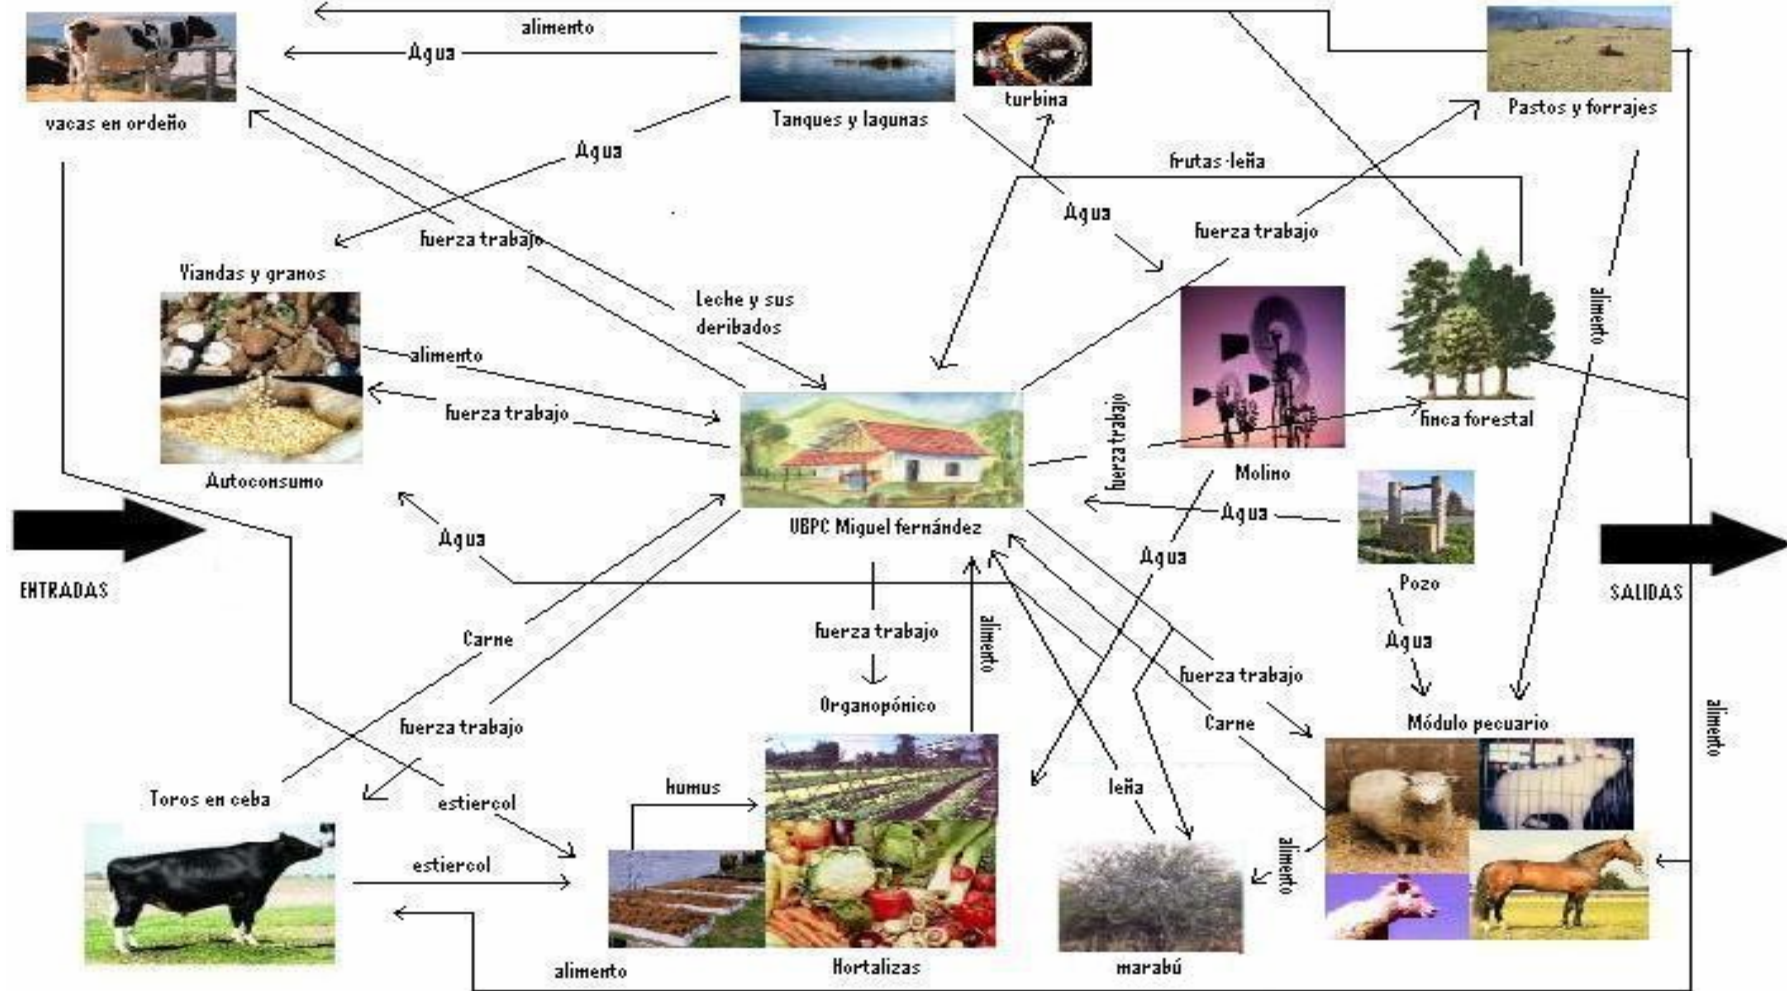 alimento
Agua
vacas en ordeño
Tanques y lagunas
turbina
Pastos y forrajes
Agua
frutas-leña
Agua
fuerza trabajo
fuerza trabajo
Viandas y granos
Leche y sus
deribados
alimento
alimento
fuerza trabajo
fuerza trabajo
finca forestal
Autoconsumo
Molino
UBPC Miguel fernández
Agua
Agua
Agua
Pozo
ENTRADAS
SALIDAS
Carne
fuerza trabajo
alimento
Agua
fuerza trabajo
Organopónico
Carne
Módulo pecuario
fuerza trabajo
alimento
Toros en ceba
estiercol
humus
leña
estiercol
alimento
alimento
Hortalizas
marabú